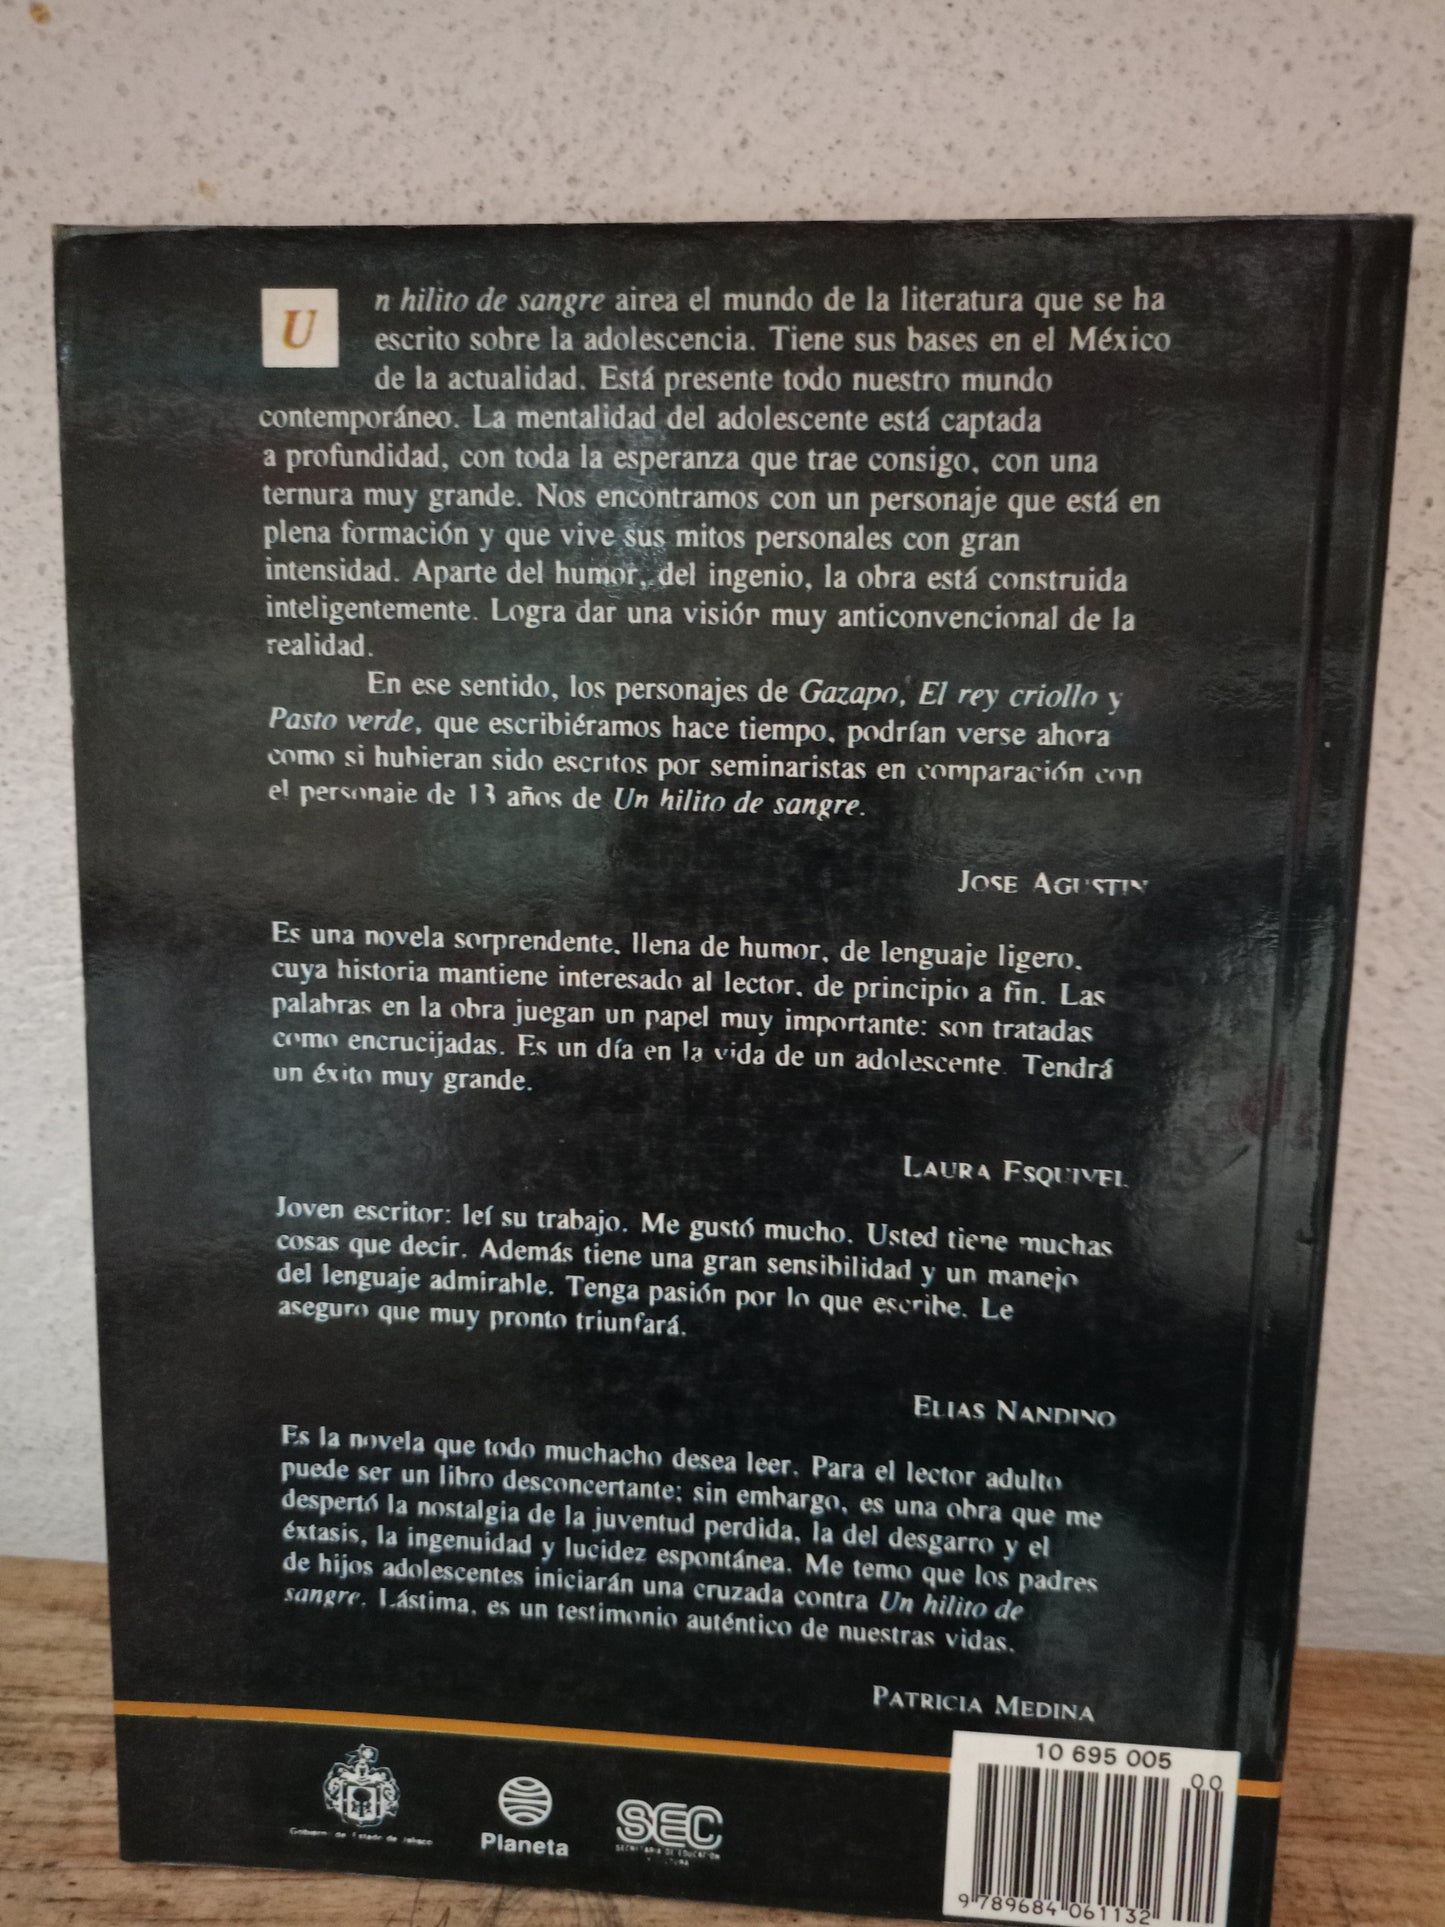 Un hilito de sangre airea el mundo de la literatura que se ha
escrito sobre la adolescencia. Tiene sus bases en el México
de la actualidad. Está presente todo nuestro mundo
contemporáneo. La mentalidad del adolescente está captada
a profundidad, con toda la esperanza que trae consigo, con una
ternura muy grande. Nos encontramos con un personaje que está en
plena formación y que vive sus mitos personales con gran
intensidad. Aparte del humor, del ingenio, la obra está construida
inteligentemente. Logra dar una visión muy anticonvencional de la
realidad.
En ese sentido, los personajes de Gazapo, El rey criollo y
Pasto verde, que escribiéramos hace tiempo, podrían verse ahora
como si hubieran sido escritos por seminaristas en comparación con
el personaje de 13 años de Un hilito de sangre.
JOSE AGUSTIN
Es una novela sorprendente, llena de humor, de lenguaje ligero,
cuya historia mantiene interesado al lector, de principio a fin. Las
palabras en la obra juegan un papel muy importante: son tratadas
como encrucijadas. Es un día en la vida de un adolescente. Tendrá
un éxito muy grande.
LAURA ESQUIVEL
Joven escritor: leí su trabajo. Me gustó mucho. Usted tiene muchas
cosas que decir. Además tiene una gran sensibilidad y un manejo
del lenguaje admirable. Tenga pasión por lo que escribe. Le
aseguro que muy pronto triunfará.
ELIAS NANDINO
Es la novela que todo muchacho desea leer. Para el lector adulto
puede ser un libro desconcertante; sin embargo, es una obra que me
despertó la nostalgia de la juventud perdida, la del desgarro y el
éxtasis, la ingenuidad y lucidez espontánea. Me temo que los padres
de hijos adolescentes iniciarán una cruzada contra Un hilito de
sangre. Lástima, es un testimonio auténtico de nuestras vidas.
PATRICIA MEDINA
Gobierno de Estado de Jalisco
Planeta
SEC
SECRETARIA DE EDUCACION
Y CULTURA
10 695 005
00
9 789684 061132